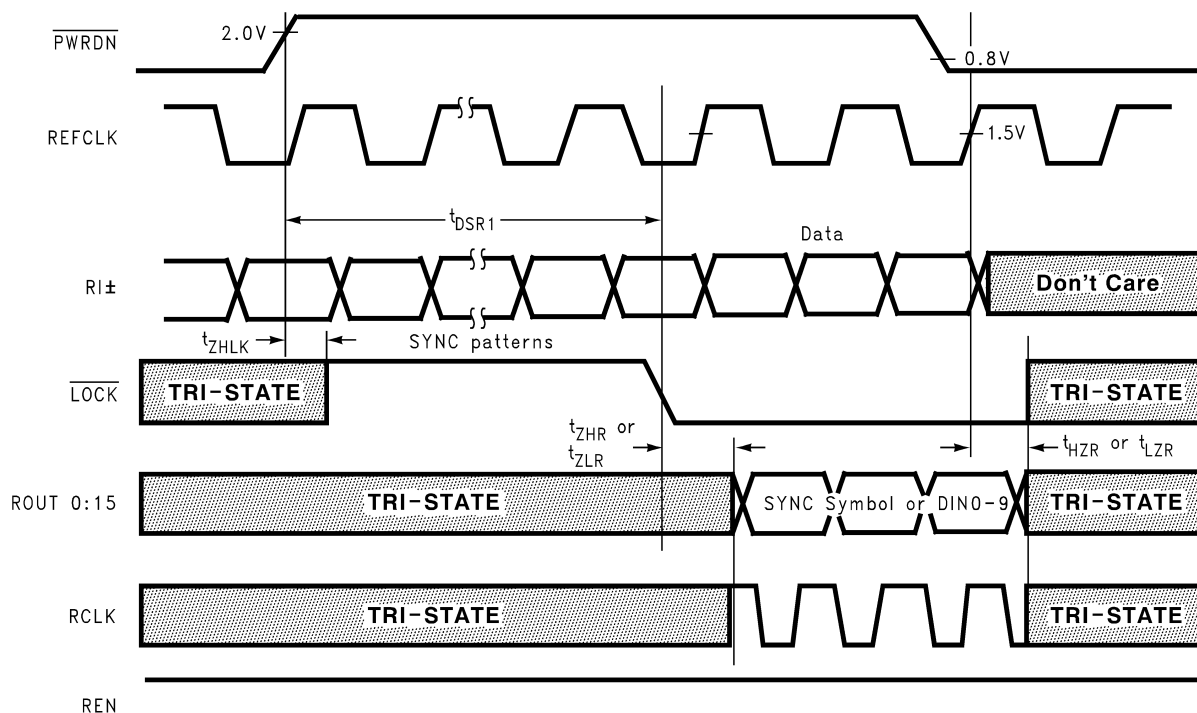 PWRDN
2.0V
0.8V
REFCLK
1.5V
tDSR1
Data
RI±
Don't Care
tZHLK
SYNC patterns
LOCK
TRI-STATE
TRI-STATE
tZHR or
tZLR
tHZR or tLZR
ROUT 0:15
TRI-STATE
SYNC Symbol or DIN0-9
TRI-STATE
RCLK
TRI-STATE
TRI-STATE
REN